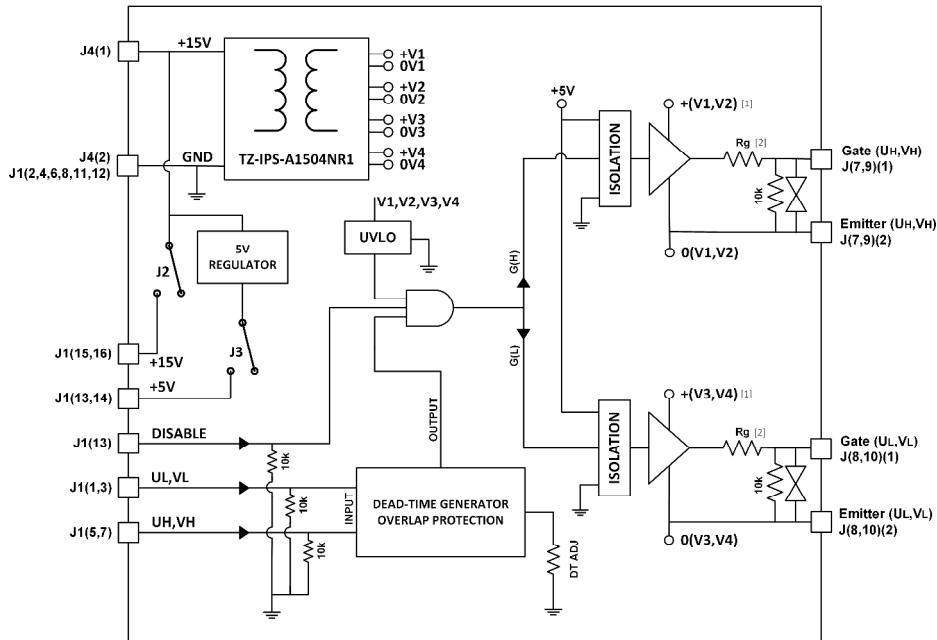 J4(1)
+15V
+V1
0V1
+V2
0V2
+V3
0V3
+V4
0V4
TZ-IPS-A1504NR1
J4(2)
J1(2,4,6,8,11,12)
GND
+5V
+(V1,V2) [1]
ISOLATION
Rg [2]
10k
Gate (UH,VH)
J(7,9)(1)
Emitter (UH,VH)
J(7,9)(2)
0(V1,V2)
V1,V2,V3,V4
UVLO
5V
REGULATOR
J2
G(H)
G(L)
J3
J1(15,16)
+15V
J1(13,14)
+5V
OUTPUT
+(V3,V4) [1]
ISOLATION
Rg [2]
10k
Gate (UL,VL)
J(8,10)(1)
Emitter (UL,VL)
J(8,10)(2)
0(V3,V4)
J1(13)
DISABLE
10k
J1(1,3)
UL,VL
10k
INPUT
DEAD-TIME GENERATOR
OVERLAP PROTECTION
J1(5,7)
UH,VH
10k
DT ADJ